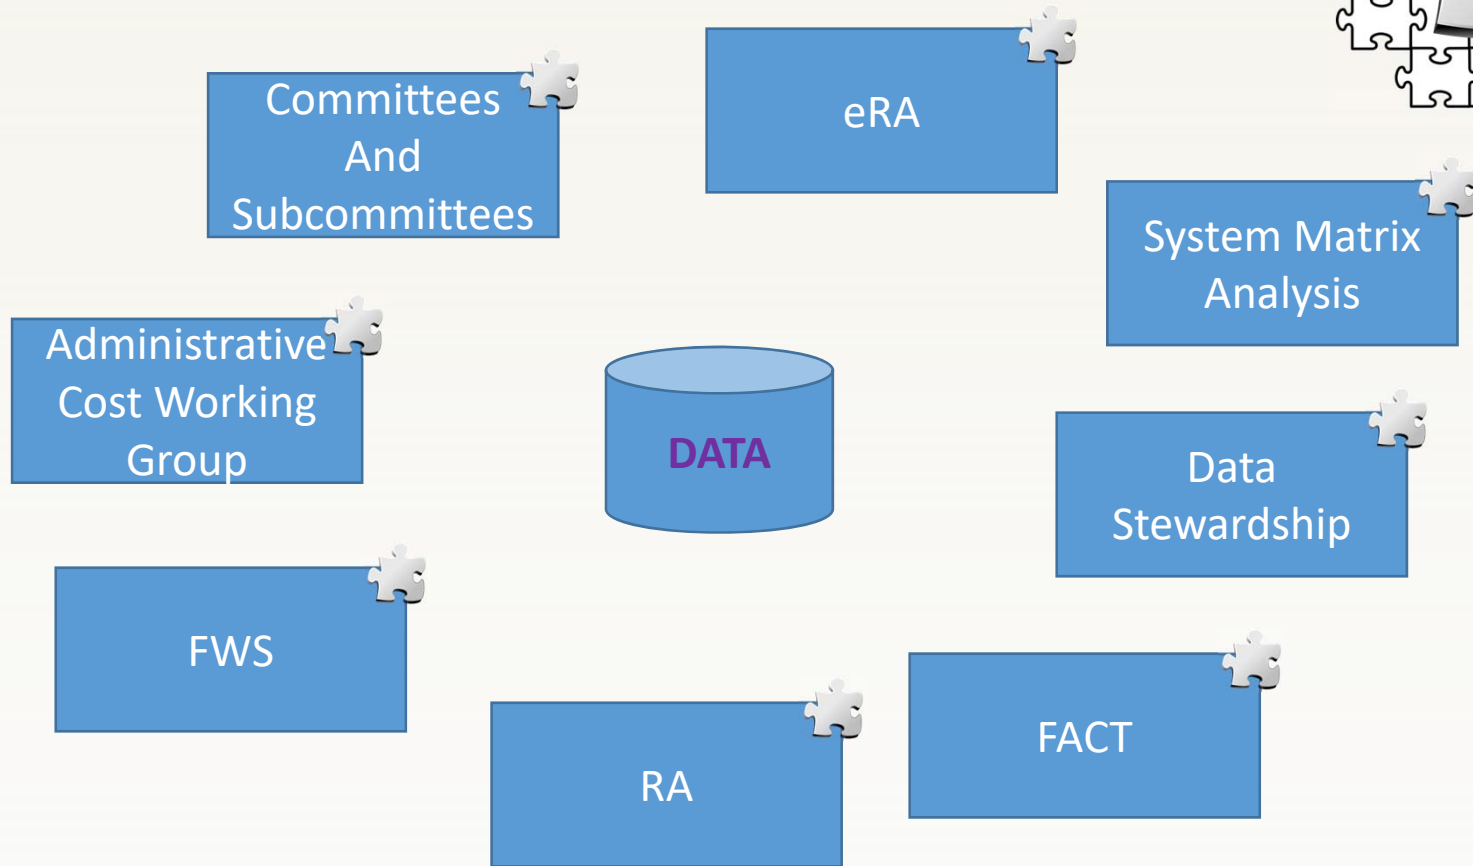 Committees
And
Subcommittees
eRA
System Matrix
Analysis
Administrative
Cost Working
Group
DATA
Data
Stewardship
FWS
FACT
RA